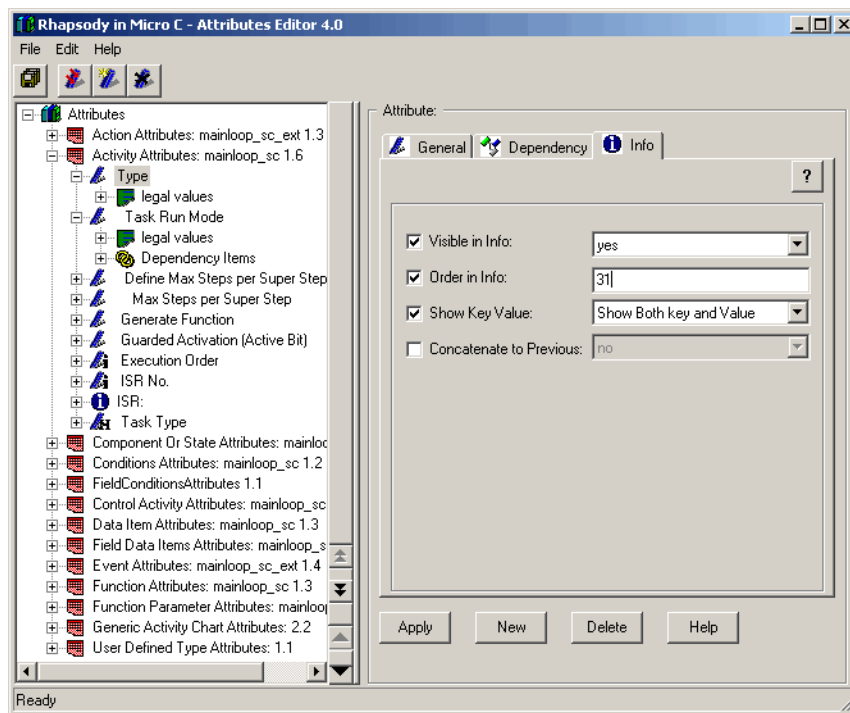 Rhapsody in Micro C - Attributes Editor 4.0
File Edit Help
Attributes
Action Attributes: mainloop_sc_ext 1.3
Activity Attributes: mainloop_sc 1.6
Type
legal values
Task Run Mode
legal values
Dependency Items
Define Max Steps per Super Step
Max Steps per Super Step
Generate Function
Guarded Activation (Active Bit)
Execution Order
ISR No.
ISR:
Task Type
Component Or State Attributes: mainloc
Conditions Attributes: mainloop_sc 1.2
FieldConditionsAttributes 1.1
Control Activity Attributes: mainloop_sc
Data Item Attributes: mainloop_sc 1.3
Field Data Items Attributes: mainloop_s
Event Attributes: mainloop_sc_ext 1.4
Function Attributes: mainloop_sc 1.3
Function Parameter Attributes: mainloop
Generic Activity Chart Attributes: 2.2
User Defined Type Attributes: 1.1
Attribute:
General Dependency Info
?
Visible in Info: yes
Order in Info: 31
Show Key Value: Show Both key and Value
Concatenate to Previous: no
Apply New Delete Help
Ready